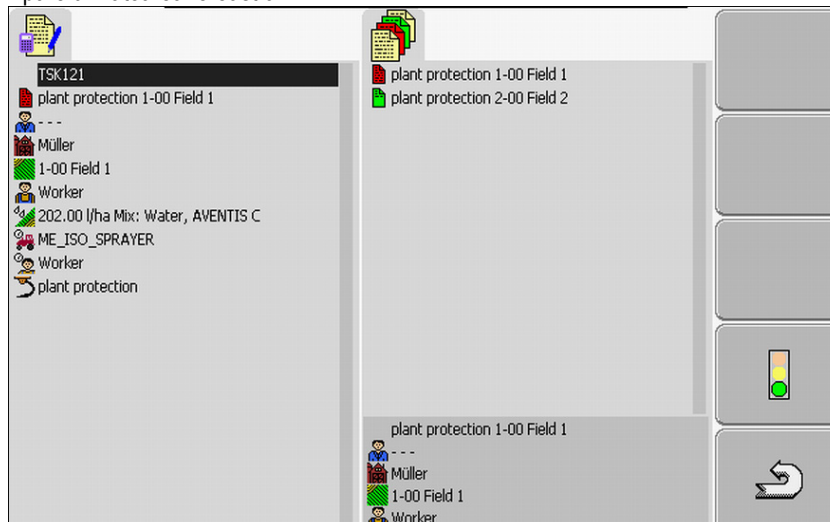 TSK121
plant protection 1-00 Field 1
---
Müller
1-00 Field 1
Worker
202.00 l/ha Mix: Water, AVENTIS C
ME_ISO_SPRAYER
Worker
plant protection
plant protection 1-00 Field 1
plant protection 2-00 Field 2
plant protection 1-00 Field 1
---
Müller
1-00 Field 1
Worker